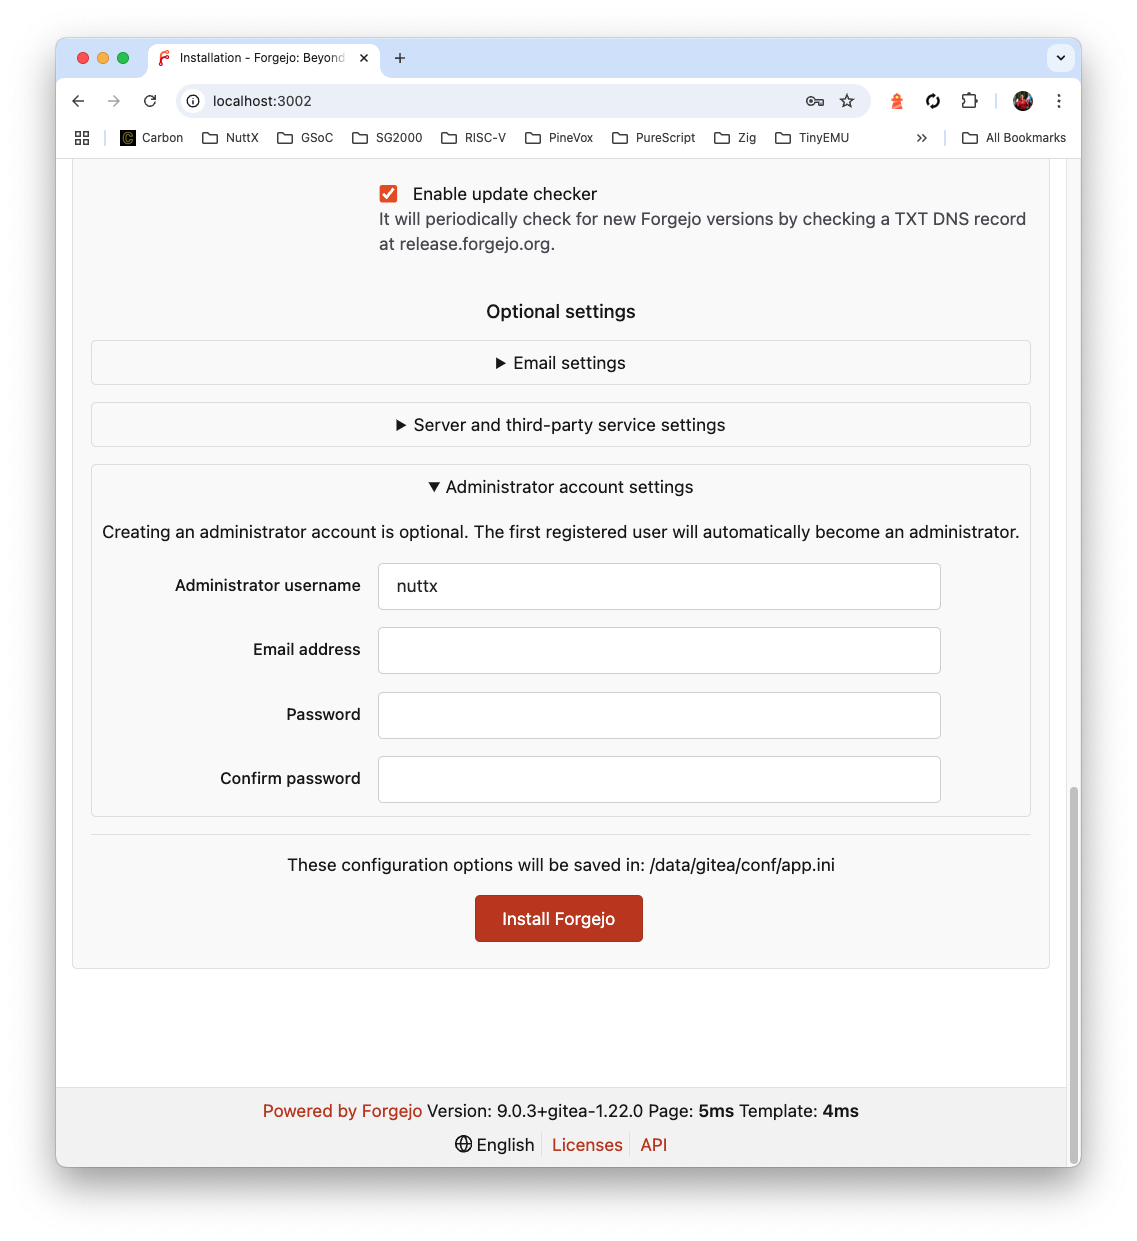 Installation - Forgejo: Beyond
localhost:3002
Carbon NuttX GSoC SG2000 RISC-V PineVox PureScript Zig TinyEMU » All Bookmarks
Enable update checker
It will periodically check for new Forgejo versions by checking a TXT DNS record
at release.forgejo.org.
Optional settings
Email settings
Server and third-party service settings
Administrator account settings
Creating an administrator account is optional. The first registered user will automatically become an administrator.
Administrator username nuttx
Email address
Password
Confirm password
These configuration options will be saved in: /data/gitea/conf/app.ini
Install Forgejo
Powered by Forgejo Version: 9.0.3+gitea-1.22.0 Page: 5ms Template: 4ms
English Licenses API